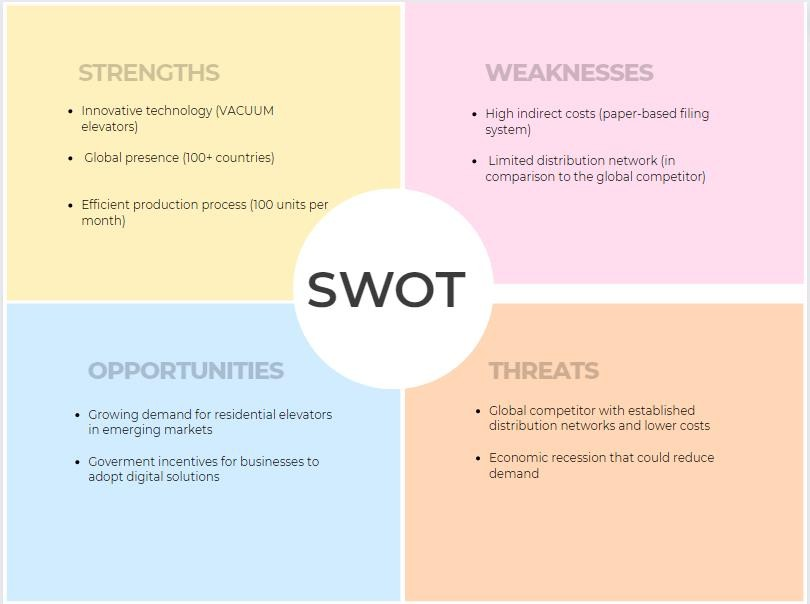 STRENGTHS
• Innovative technology (VACUUM
elevators)
• Global presence (100+ countries)
• Efficient production process (100 units per
month)
WEAKNESSES
• High indirect costs (paper-based filing
system)
• Limited distribution network (in
comparison to the global competitor)
SWOT
OPPORTUNITIES
• Growing demand for residential elevators
in emerging markets
• Goverment incentives for businesses to
adopt digital solutions
THREATS
• Global competitor with established
distribution networks and lower costs
• Economic recession that could reduce
demand